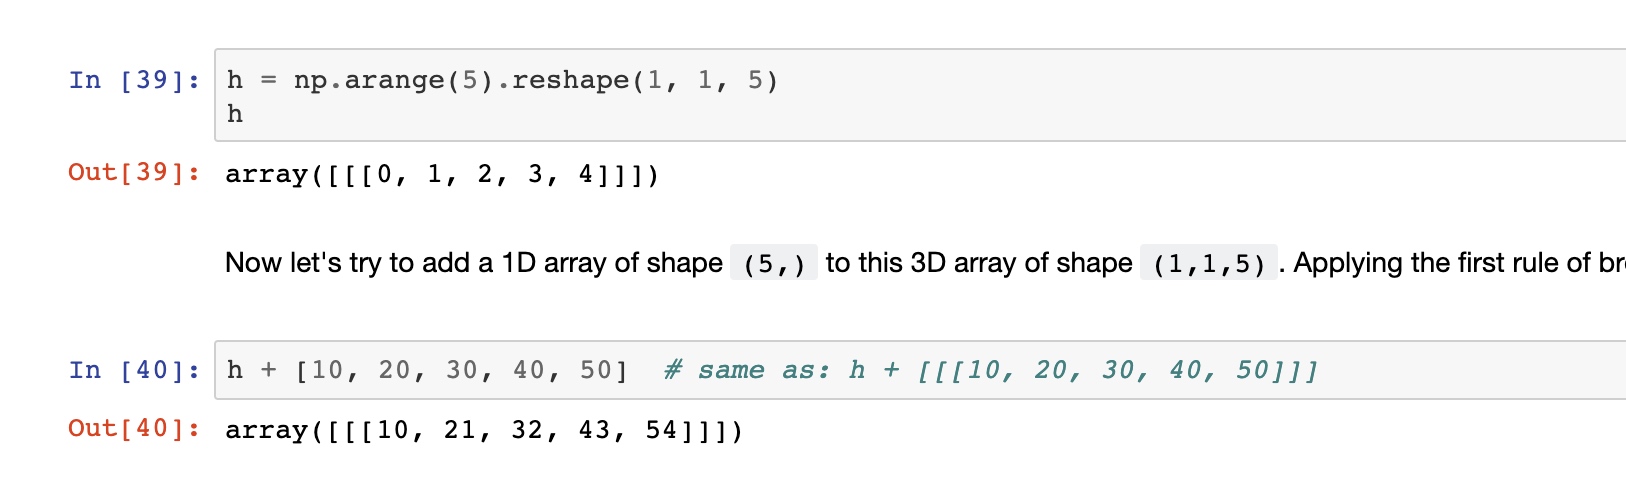 In [39]: h = np.arange(5).reshape(1, 1, 5)
h
Out[39]: array([[[0, 1, 2, 3, 4]]])
Now let's try to add a 1D array of shape (5,) to this 3D array of shape (1,1,5). Applying the first rule of
In [40]: h + [10, 20, 30, 40, 50]  # same as: h + [[[10, 20, 30, 40, 50]]]
Out[40]: array([[[10, 21, 32, 43, 54]]])